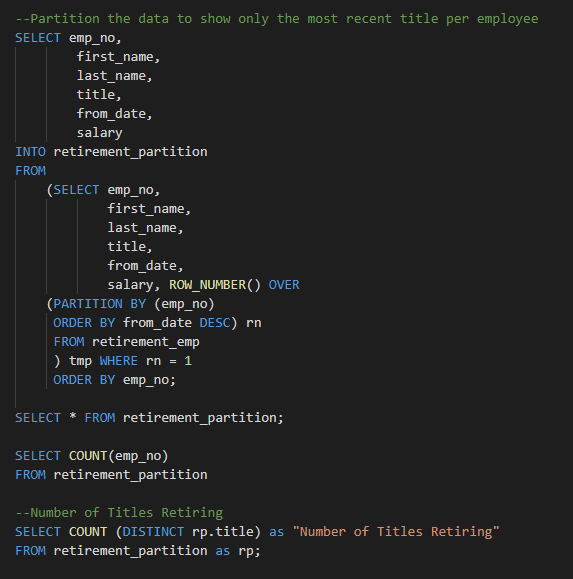 --Partition the data to show only the most recent title per employee
SELECT emp_no,
first_name,
last_name,
title,
from_date,
salary
INTO retirement_partition
FROM
(SELECT emp_no,
first_name,
last_name,
title,
from_date,
salary, ROW_NUMBER() OVER
(PARTITION BY (emp_no)
ORDER BY from_date DESC) rn
FROM retirement_emp
) tmp WHERE rn = 1
ORDER BY emp_no;
SELECT * FROM retirement_partition;
SELECT COUNT(emp_no)
FROM retirement_partition
--Number of Titles Retiring
SELECT COUNT (DISTINCT rp.title) as "Number of Titles Retiring"
FROM retirement_partition as rp;